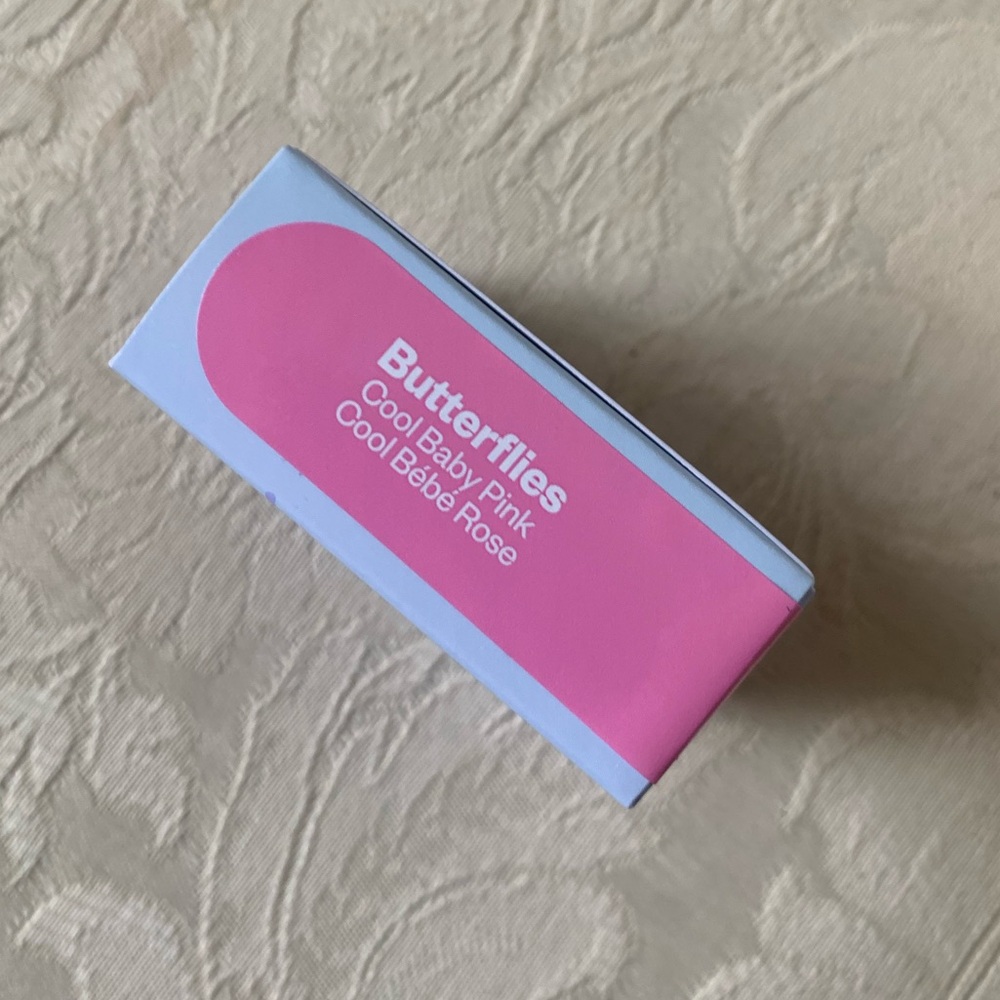 Butterflies
Cool Baby Pink
Cool Bébé Rose